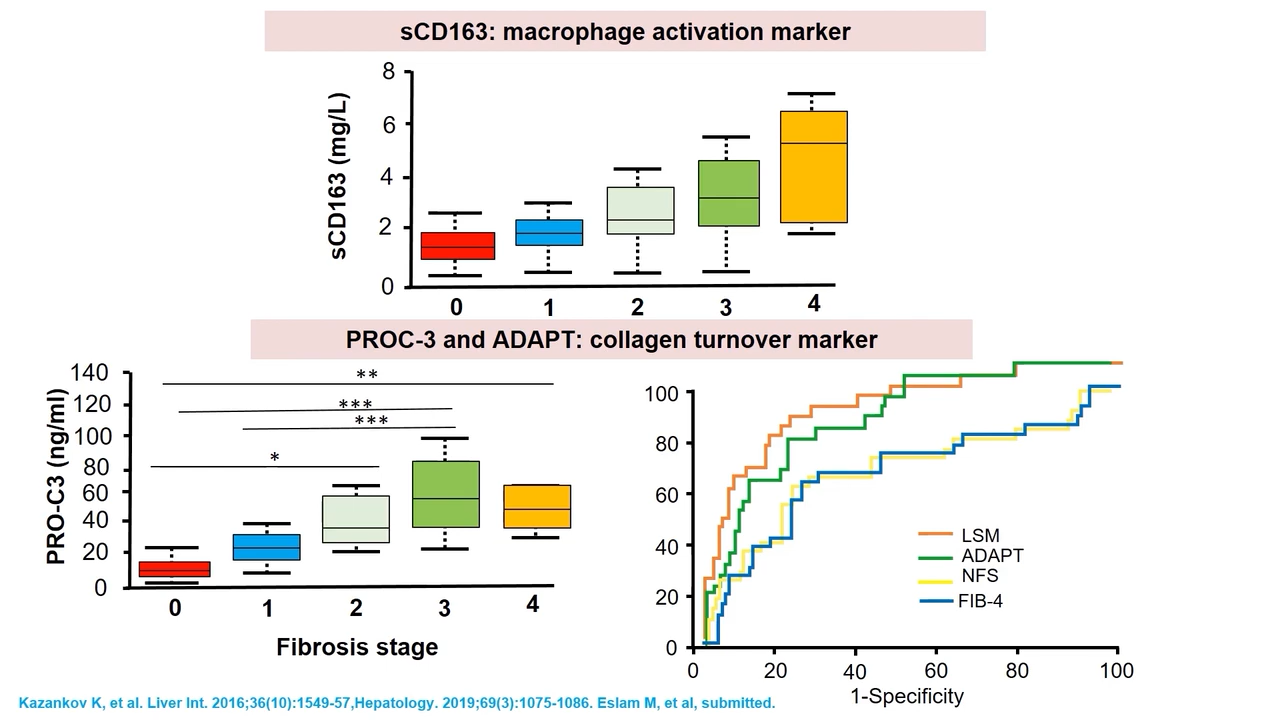 sCD163: macrophage activation marker
sCD163 (mg/L)
8
6
4
2
0
0 1 2 3 4
PROC-3 and ADAPT: collagen turnover marker
PRO-C3 (ng/ml)
140
120
100
80
60
40
20
0
**
***
***
*
0 1 2 3 4
Fibrosis stage
100
80
60
40
20
0
LSM
ADAPT
NFS
FIB-4
0 20 40 60 80 100
1-Specificity
Kazankov K, et al. Liver Int. 2016;36(10):1549-57,Hepatology. 2019;69(3):1075-1086. Eslam M, et al, submitted.